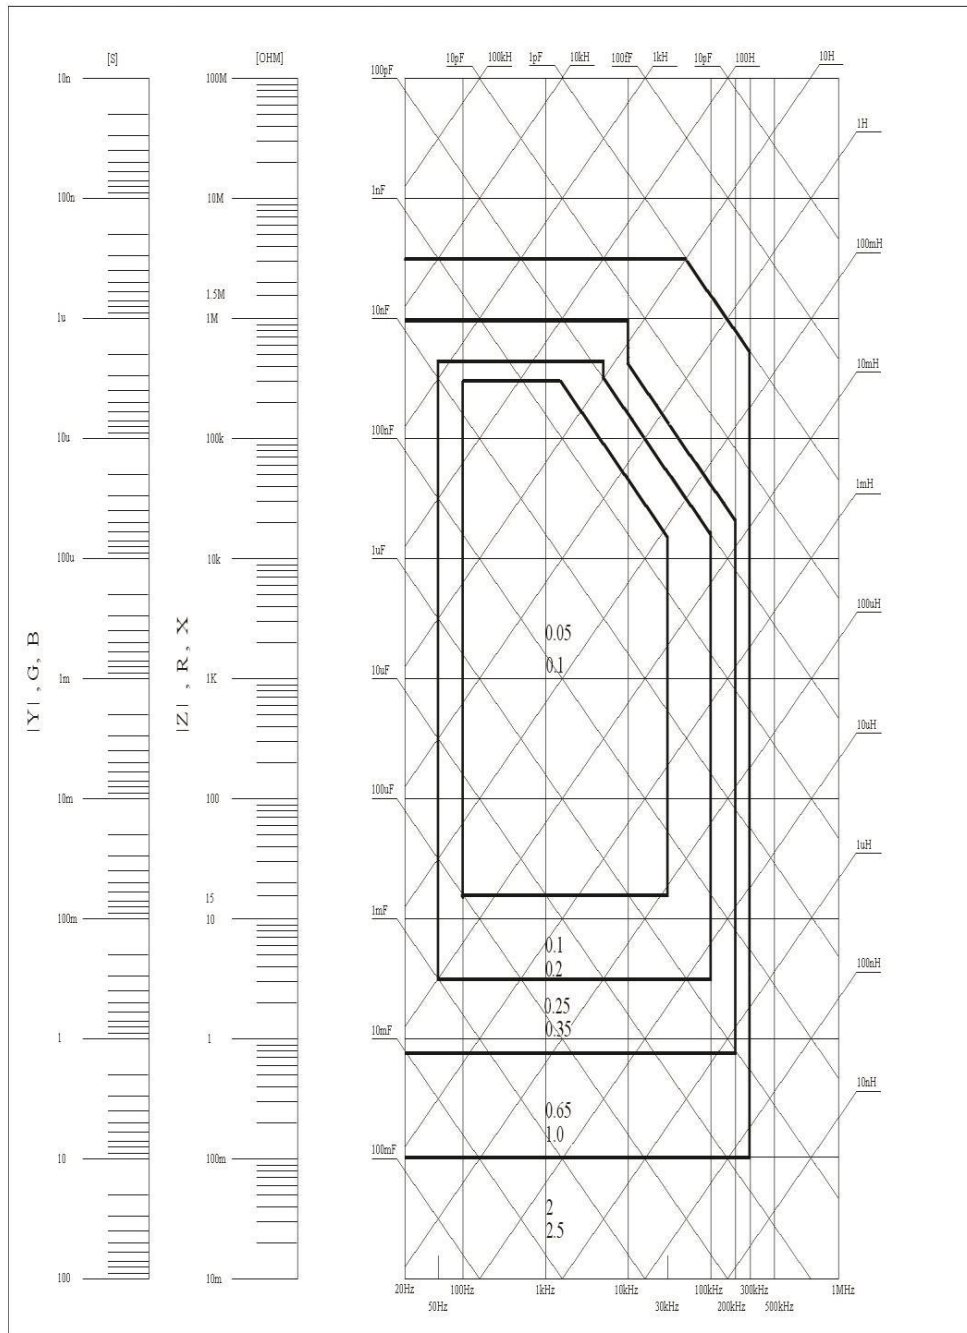 [S]
[OHM]
10pF 100kH 1pF 10kH 100fF 1kH 10pF 100H 10H
10n
100M
100pF
1H
100n
10M
1nF
100mH
1.5M
1u
1M
10nF
10mH
10u
100k
100nF
1mH
100u
10k
1uF
100uH
|Y| , G, B
|Z| , R, X
0.05
0.1
1m
1K
10uF
10uH
10m
100
100uF
1uH
15
100m
10
1mF
0.1
0.2
100nH
0.25
0.35
1
1
10mF
10nH
0.65
1.0
10
100m
100mF
2
2.5
100
10m
20Hz 100Hz 1kHz 10kHz 100kHz 300kHz 1MHz
50Hz 30kHz 200kHz 500kHz